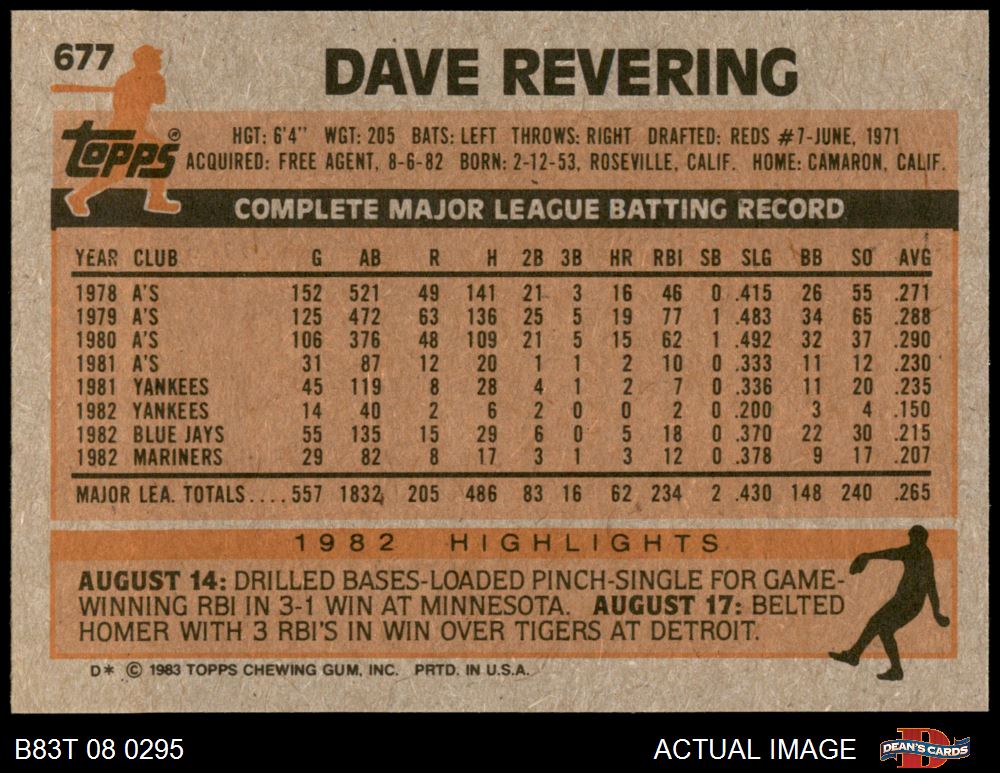 677
DAVE REVERING
topps®
HGT: 6'4" WGT: 205 BATS: LEFT THROWS: RIGHT DRAFTED: REDS #7-JUNE, 1971
ACQUIRED: FREE AGENT, 8-6-82 BORN: 2-12-53, ROSEVILLE, CALIF. HOME: CAMARON, CALIF.
COMPLETE MAJOR LEAGUE BATTING RECORD
YEAR CLUB G AB R H 2B 3B HR RBI SB SLG BB SO AVG
1978 A'S 152 521 49 141 21 3 16 46 0 .415 26 55 .271
1979 A'S 125 472 63 136 25 5 19 77 1 .483 34 65 .288
1980 A'S 106 376 48 109 21 5 15 62 1 .492 32 37 .290
1981 A'S 31 87 12 20 1 1 2 10 0 .333 11 12 .230
1981 YANKEES 45 119 8 28 4 1 2 7 0 .336 11 20 .235
1982 YANKEES 14 40 2 6 2 0 0 2 0 .200 3 4 .150
1982 BLUE JAYS 55 135 15 29 6 0 5 18 0 .370 22 30 .215
1982 MARINERS 29 82 8 17 3 1 3 12 0 .378 9 17 .207
MAJOR LEA. TOTALS.... 557 1832 205 486 83 16 62 234 2 .430 148 240 .265
1982 HIGHLIGHTS
AUGUST 14: DRILLED BASES-LOADED PINCH-SINGLE FOR GAME-
WINNING RBI IN 3-1 WIN AT MINNESOTA. AUGUST 17: BELTED
HOMER WITH 3 RBI'S IN WIN OVER TIGERS AT DETROIT.
D* © 1983 TOPPS CHEWING GUM, INC. PRTD. IN U.S.A.
B83T 08 0295
ACTUAL IMAGE
DEAN'S CARDS